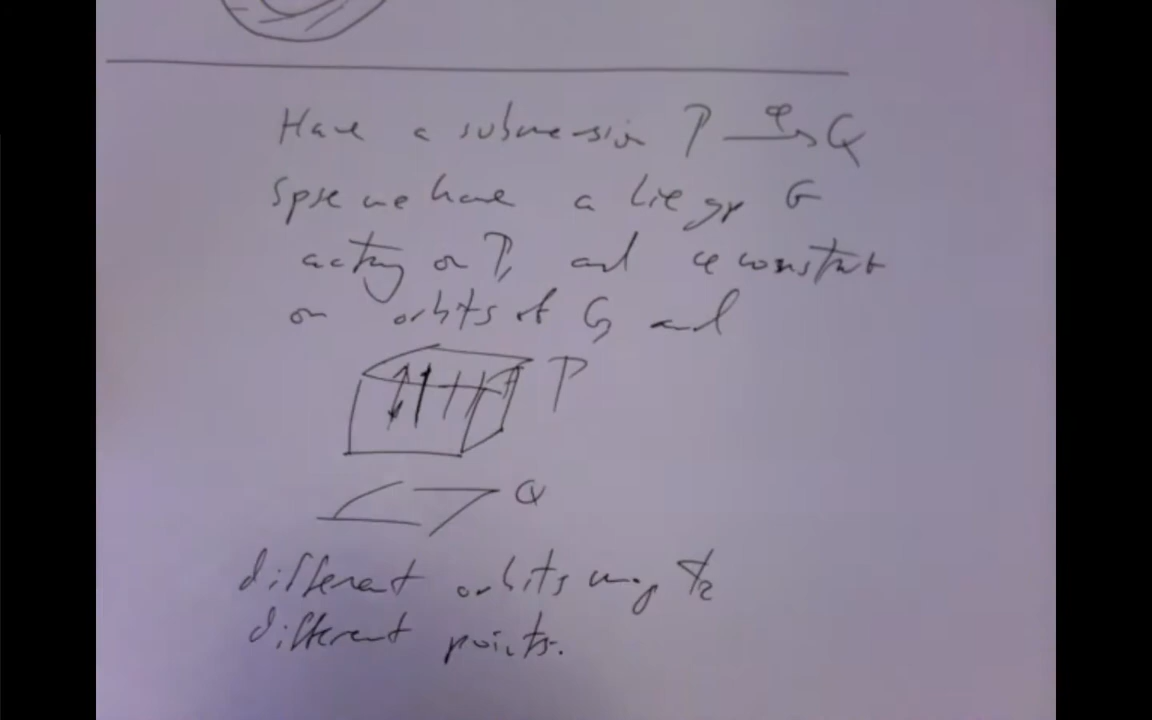 Have a submersion P →^φ Q
Spse we have a Lie gp G
acting on P, and φ constant
on orbits of G, and
P
Q
different orbits map to
different points.